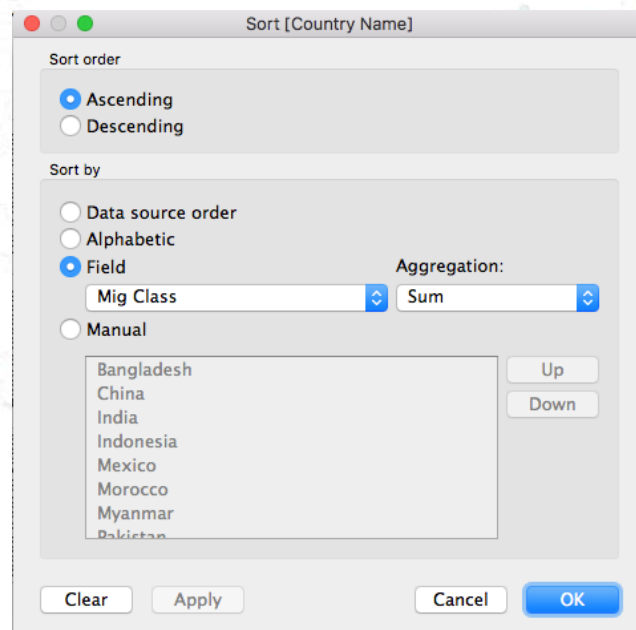 Sort [Country Name]
Sort order
Ascending
Descending
Sort by
Data source order
Alphabetic
Field
Aggregation:
Mig Class
Sum
Manual
Bangladesh
Up
China
Down
India
Indonesia
Mexico
Morocco
Myanmar
Pakistan
Clear
Apply
Cancel
OK